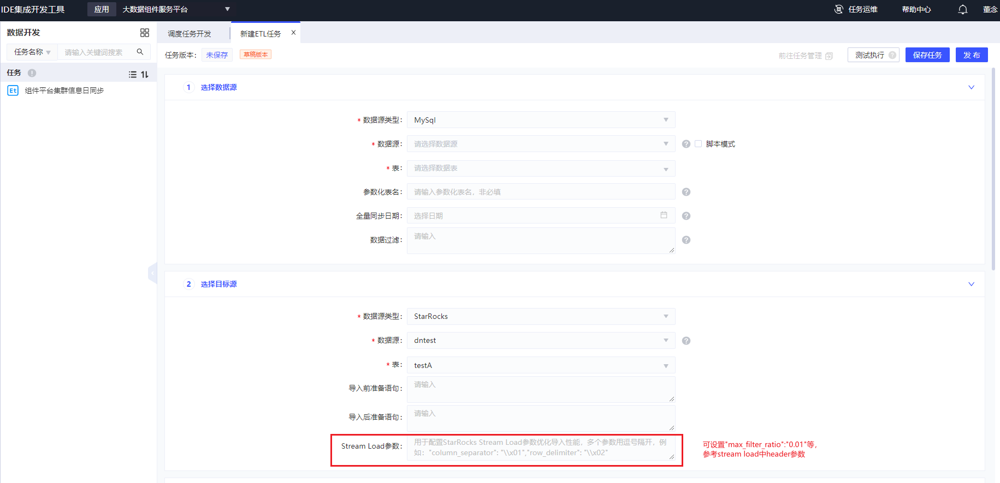 IDE集成开发工具
应用
大数据组件服务平台
任务运维
帮助中心
董念
数据开发
调度任务开发
新建ETL任务
任务名称
请输入关键词搜索
任务版本：
未保存
草稿版本
前往任务管理
测试执行
保存任务
发 布
任务
组件平台集群信息日同步
Et
1
选择数据源
* 数据源类型：
MySql
* 数据源：
请选择数据源
脚本模式
* 表：
请选择数据表
参数化表名：
请输入参数化表名，非必填
全量同步日期：
选择日期
数据过滤：
请输入
2
选择目标源
* 数据源类型：
StarRocks
* 数据源：
dntest
* 表：
testA
导入前准备语句：
请输入
导入后准备语句：
请输入
Stream Load参数：
用于配置StarRocks Stream Load参数优化导入性能，多个参数用逗号隔开，例
如："column_separator": "\\x01","row_delimiter": "\\x02"
可设置"max_filter_ratio":"0.01"等，
参考stream load中header参数